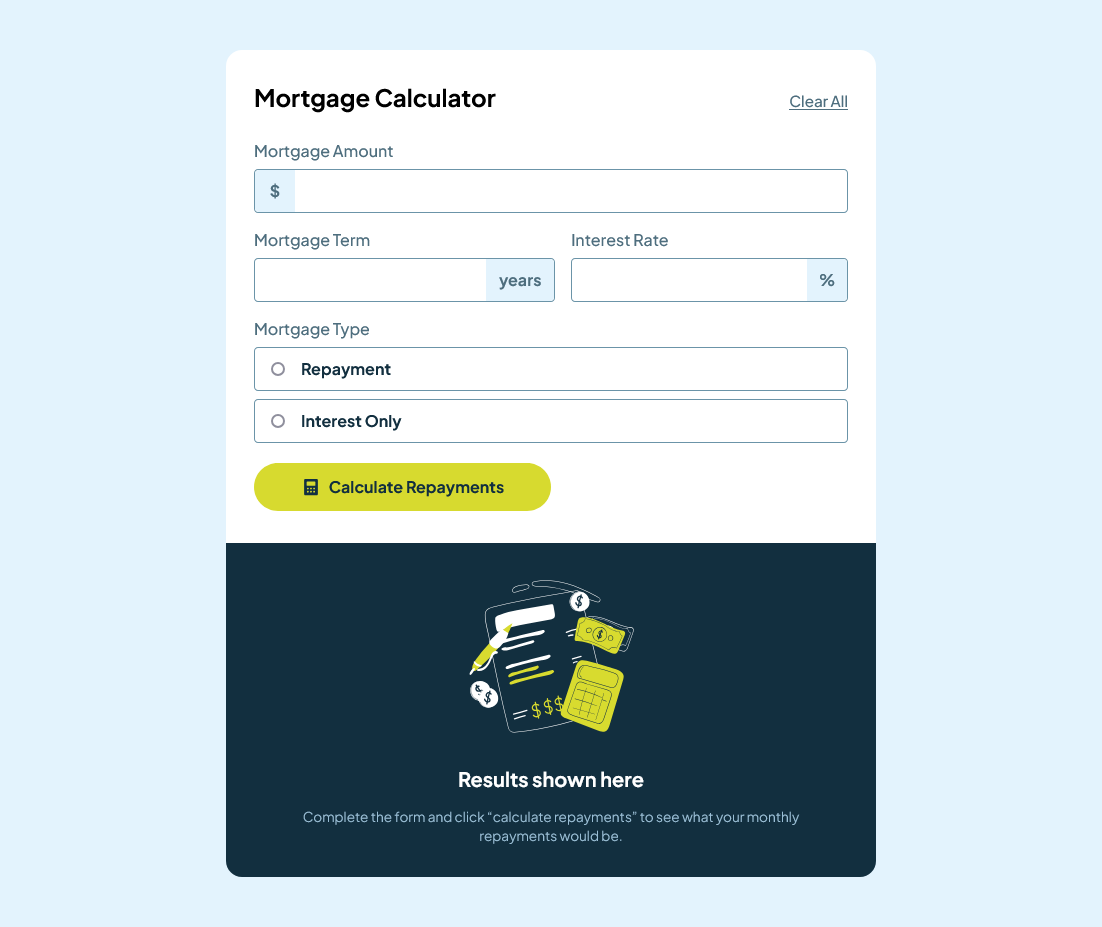 Mortgage Calculator
Clear All
Mortgage Amount
$
Mortgage Term
Interest Rate
years
%
Mortgage Type
Repayment
Interest Only
Calculate Repayments
$
$
$
$
$$$
Results shown here
Complete the form and click “calculate repayments” to see what your monthly
repayments would be.